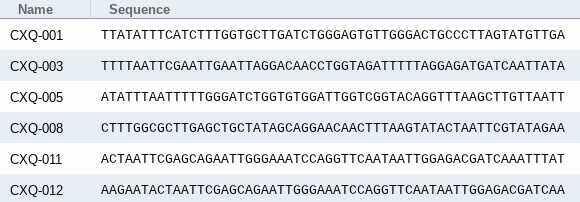 Name Sequence
CXQ-001 TTATATTTCATCTTTGGTGCTTGATCTGGGAGTGTTGGGACTGCCCTTAGTATGTTGA
CXQ-003 TTTTAATTCGAATTGAATTAGGACAACCTGGTAGATTTTTAGGAGATGATCAATTATA
CXQ-005 ATATTTAATTTTTGGGATCTGGTGTGGATTGGTCGGTACAGGTTTAAGCTTGTTAATT
CXQ-008 CTTTGGCGCTTGAGCTGCTATAGCAGGAACAACTTTAAGTATACTAATTCGTATAGAA
CXQ-011 ACTAATTCGAGCAGAATTGGGAAATCCAGGTTCAATAATTGGAGACGATCAAATTTAT
CXQ-012 AAGAATACTAATTCGAGCAGAATTGGGAAATCCAGGTTCAATAATTGGAGACGATCAA